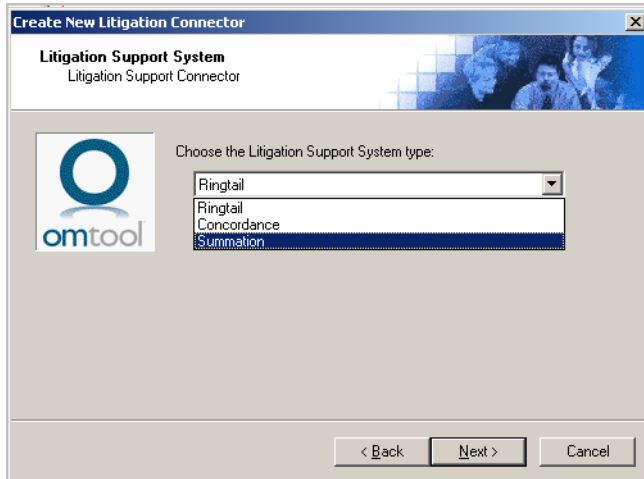 Create New Litigation Connector
Litigation Support System
Litigation Support Connector
omtool
Choose the Litigation Support System type:
Ringtail
Ringtail
Concordance
Summation
< Back
Next >
Cancel